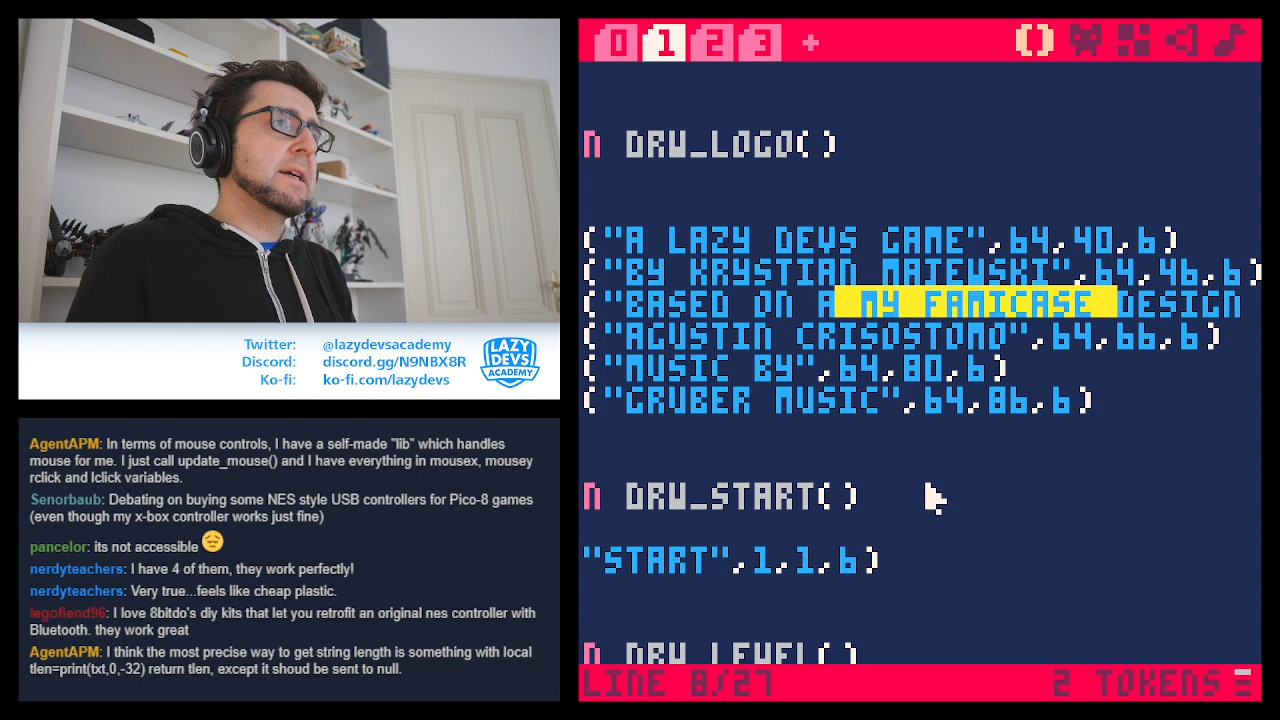 Twitter: @lazydevsacademy
Discord: discord.gg/N9NBX8R
Ko-fi: ko-fi.com/lazydevs
LAZY
DEVS
ACADEMY
AgentAPM: In terms of mouse controls, I have a self-made "lib" which handles
mouse for me. I just call update_mouse() and I have everything in mousex, mousey
rclick and lclick variables.
Senorbaub: Debating on buying some NES style USB controllers for Pico-8 games
(even though my x-box controller works just fine)
pancelor: its not accessible 😔
nerdyteachers: I have 4 of them, they work perfectly!
nerdyteachers: Very true...feels like cheap plastic.
legofiend96: I love 8bitdo's diy kits that let you retrofit an original nes controller with
Bluetooth. they work great
AgentAPM: I think the most precise way to get string length is something with local
tlen=print(txt,0,-32) return tlen, except it shoud be sent to null.
0 1 2 3 +
N DRW_LOGO()
("A LAZY DEVS GAME",64,40,6)
("BY KRYSTIAN MAJEWSKI",64,46,6)
("BASED ON A MY FAMICASE DESIGN
("AGUSTIN CRISOSTOMO",64,66,6)
("MUSIC BY",64,80,6)
("GRUBER MUSIC",64,86,6)
N DRW_START()
"START",1,1,6)
N DRW_LEVEL()
LINE 8/27
2 TOKENS